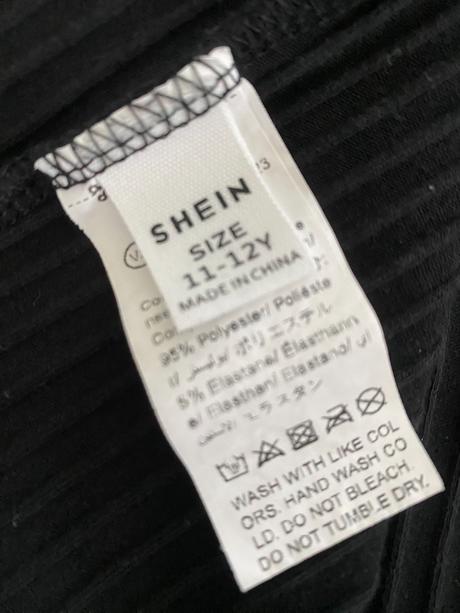 SHEIN
SIZE
11-12Y
MADE IN CHINA
95% Polyester/ Poliéste
ポリエステル
5% Elastane/ Élasthann
e/ Elasthan/ Elastano/
エラスタン
WASH WITH LIKE COL
ORS. HAND WASH CO
LD. DO NOT BLEACH.
DO NOT TUMBLE DRY.